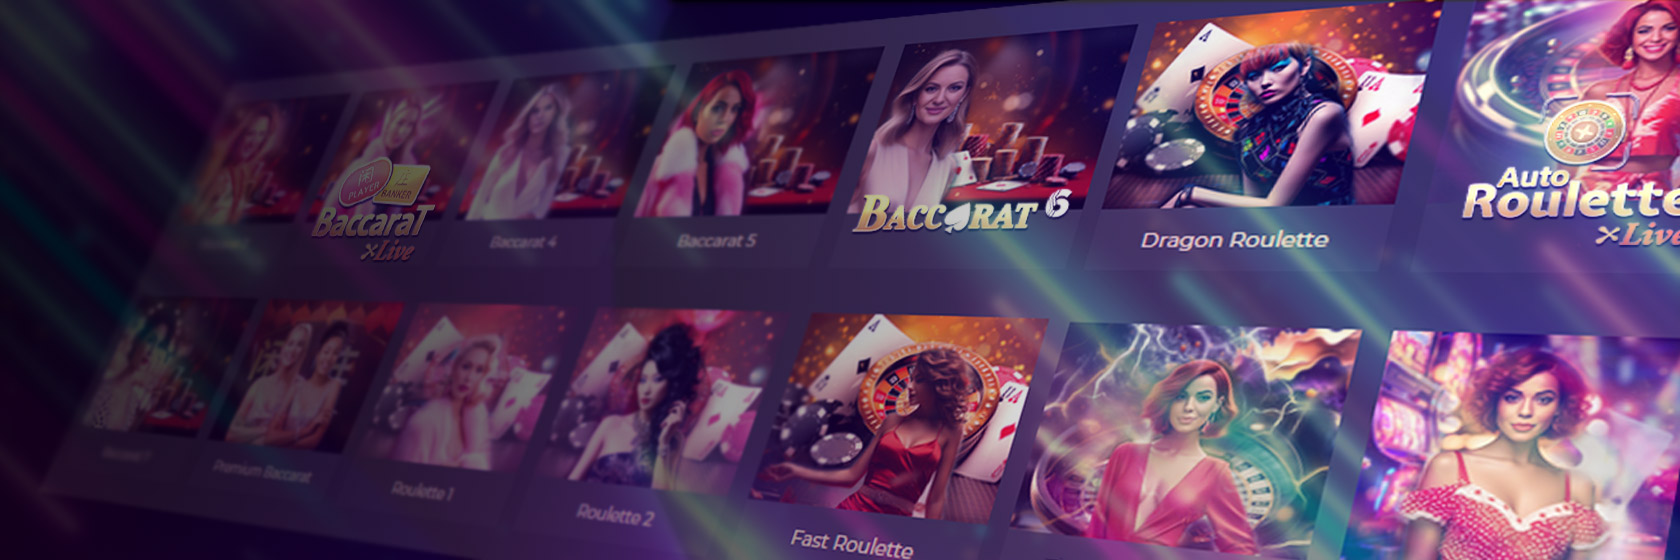 PLAYER
BANKER
BaccaraT
Live
Baccarat 4
Baccarat 5
BACCARAT 6
A
Dragon Roulette
Auto
Roulette
Live
Premium Baccarat
Roulette 1
Roulette 2
Fast Roulette